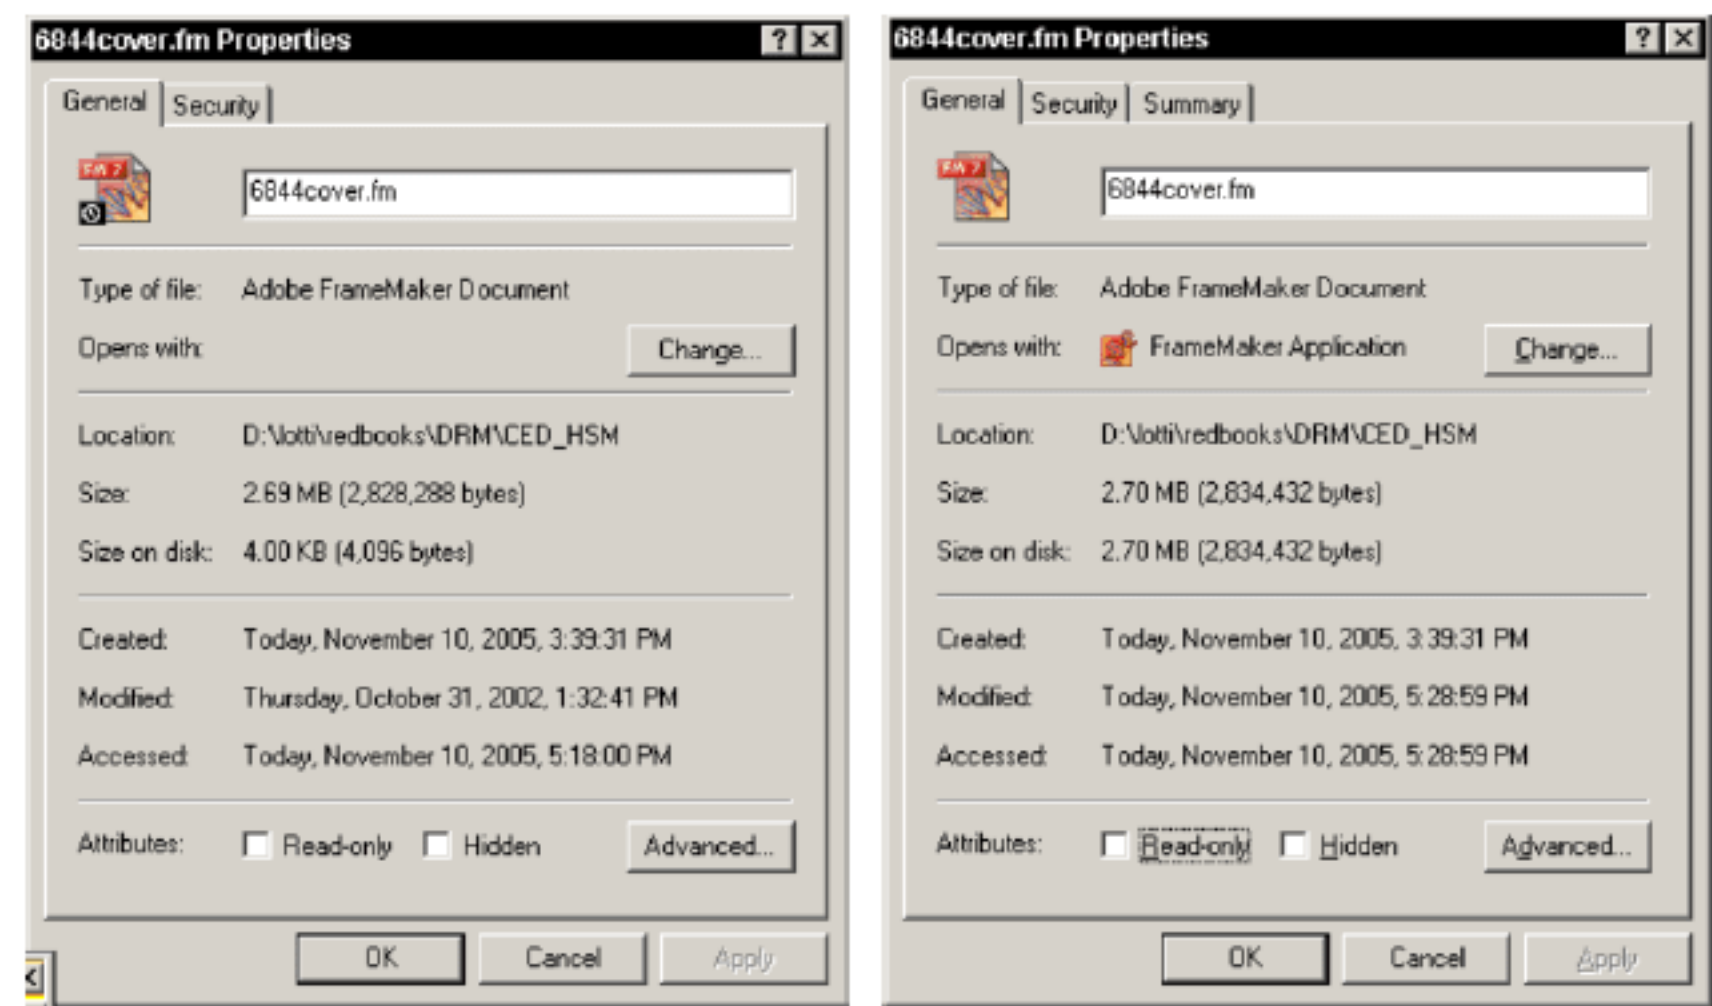 6844cover.fm Properties
General Security
FM 7
6844cover.fm
Type of file: Adobe FrameMaker Document
Opens with: Change...
Location: D:\lotti\redbooks\DRM\CED_HSM
Size: 2.69 MB (2,828,288 bytes)
Size on disk: 4.00 KB (4,096 bytes)
Created: Today, November 10, 2005, 3:39:31 PM
Modified: Thursday, October 31, 2002, 1:32:41 PM
Accessed: Today, November 10, 2005, 5:18:00 PM
Attributes: Read-only Hidden Advanced...
OK Cancel Apply
6844cover.fm Properties
General Security Summary
FM 7
6844cover.fm
Type of file: Adobe FrameMaker Document
Opens with: FrameMaker Application Change...
Location: D:\lotti\redbooks\DRM\CED_HSM
Size: 2.70 MB (2,834,432 bytes)
Size on disk: 2.70 MB (2,834,432 bytes)
Created: Today, November 10, 2005, 3:39:31 PM
Modified: Today, November 10, 2005, 5:28:59 PM
Accessed: Today, November 10, 2005, 5:28:59 PM
Attributes: Read-only Hidden Advanced...
OK Cancel Apply